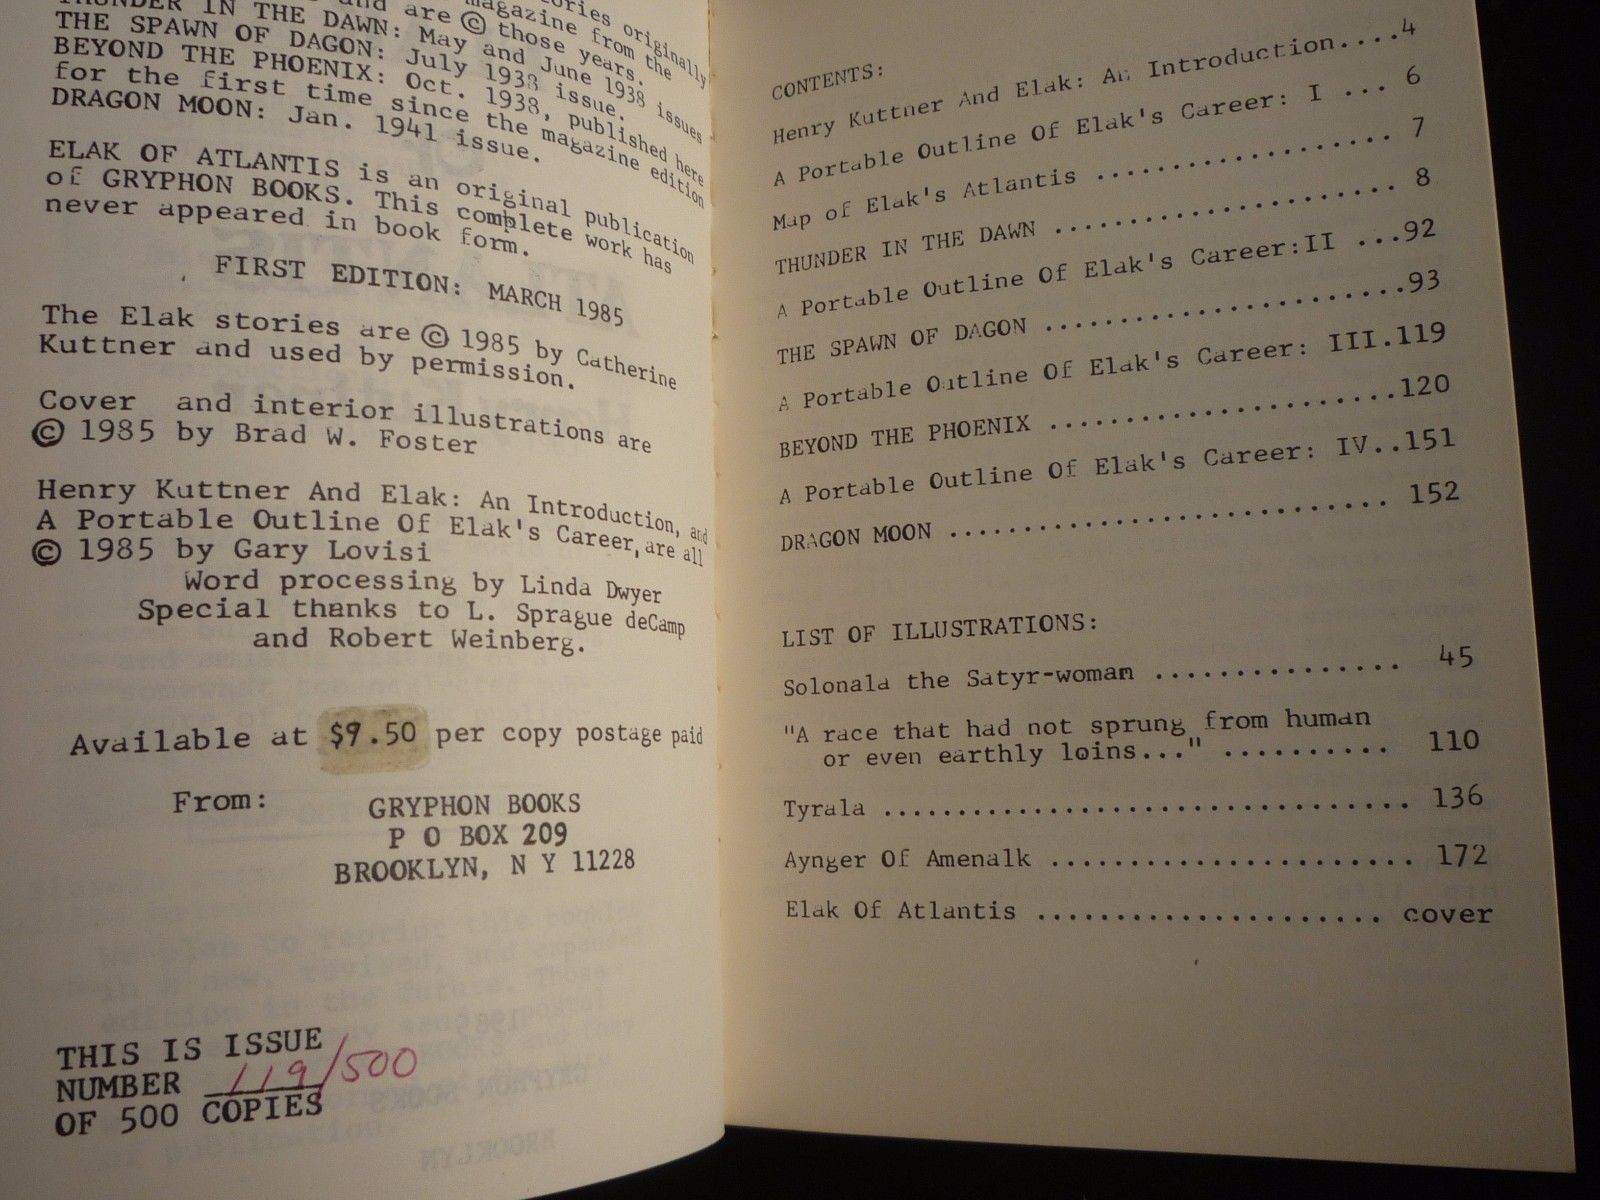 stories originally
magazine from the
and are © those years.
THUNDER IN THE DAWN: May and June 1938 issues
THE SPAWN OF DAGON: July 1938 issue.
BEYOND THE PHOENIX: Oct. 1938, published here
for the first time since the magazine edition
DRAGON MOON: Jan. 1941 issue.
ELAK OF ATLANTIS is an original publication
of GRYPHON BOOKS. This complete work has
never appeared in book form.
FIRST EDITION: MARCH 1985
The Elak stories are © 1985 by Catherine
Kuttner and used by permission.
Cover and interior illustrations are
© 1985 by Brad W. Foster
Henry Kuttner And Elak: An Introduction, and
A Portable Outline Of Elak's Career, are all
© 1985 by Gary Lovisi
Word processing by Linda Dwyer
Special thanks to L. Sprague deCamp
and Robert Weinberg.
Available at $9.50 per copy postage paid
From: GRYPHON BOOKS
P O BOX 209
BROOKLYN, N Y 11228
THIS IS ISSUE
NUMBER 119/500
OF 500 COPIES
CONTENTS:
Henry Kuttner And Elak: An Introduction....4
A Portable Outline Of Elak's Career: I ... 6
Map of Elak's Atlantis ................. 7
THUNDER IN THE DAWN .................... 8
A Portable Outline Of Elak's Career:II ...92
THE SPAWN OF DAGON .....................93
A Portable Outline Of Elak's Career: III.119
BEYOND THE PHOENIX ....................120
A Portable Outline Of Elak's Career: IV..151
DRAGON MOON .......................... 152
LIST OF ILLUSTRATIONS:
Solonala the Satyr-woman ............... 45
"A race that had not sprung from human
or even earthly loins..." .......... 110
Tyrala ................................ 136
Aynger Of Amenalk ...................... 172
Elak Of Atlantis ..................... cover